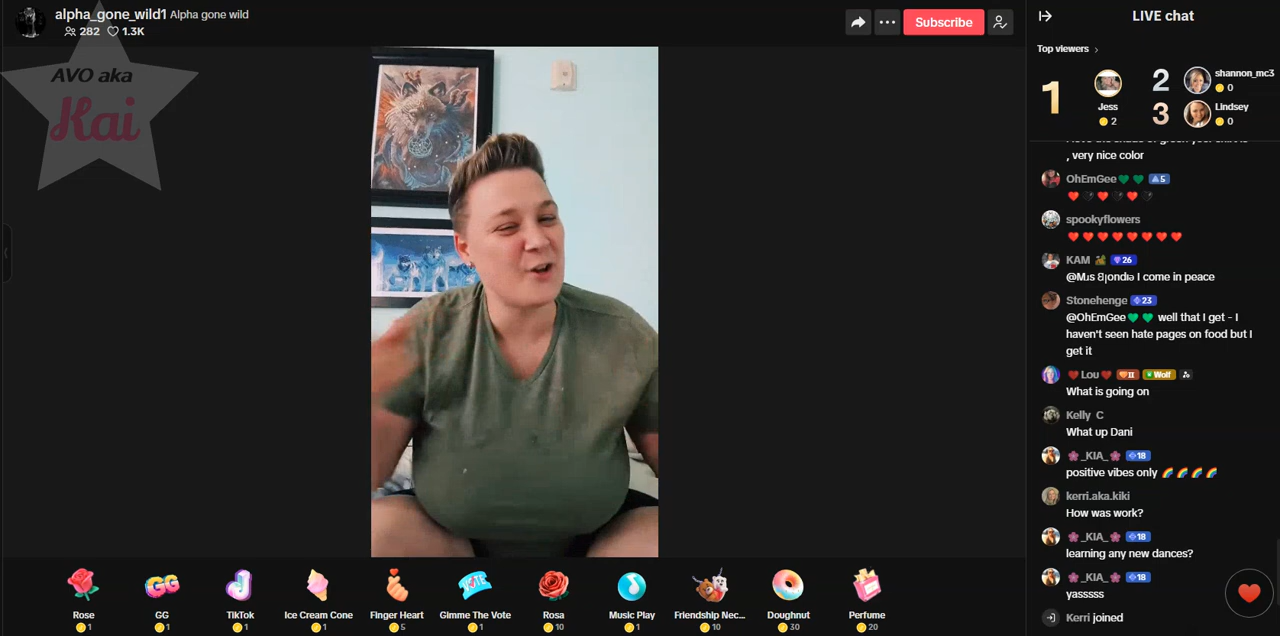 alpha_gone_wild1 Alpha gone wild
282 1.3K
Subscribe
AVO aka
Kai
LIVE chat
Top viewers
1
Jess
2
2
shannon_mc3
0
3
Lindsey
0
, very nice color
OhEmGee 5
spookyflowers
KAM 26
I come in peace
Stonehenge 23
@OhEmGee💚💚 well that I get - I
haven't seen hate pages on food but I
get it
Lou II Wolf
What is going on
Kelly C
What up Dani
🌸_KIA_🌸 18
positive vibes only 🌈🌈🌈🌈
kerri.aka.kiki
How was work?
🌸_KIA_🌸 18
learning any new dances?
🌸_KIA_🌸 18
yasssss
Kerri joined
GG
VOTE
Rose
GG
TikTok
Ice Cream Cone
Finger Heart
Gimme The Vote
Rosa
Music Play
Friendship Nec...
Doughnut
Perfume
1
1
1
1
5
1
10
1
10
30
20